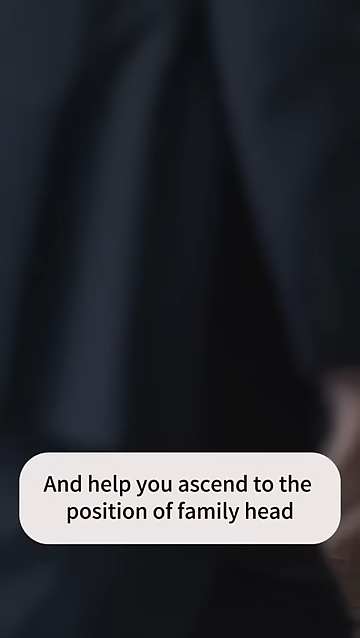 And help you ascend to the
position of family head